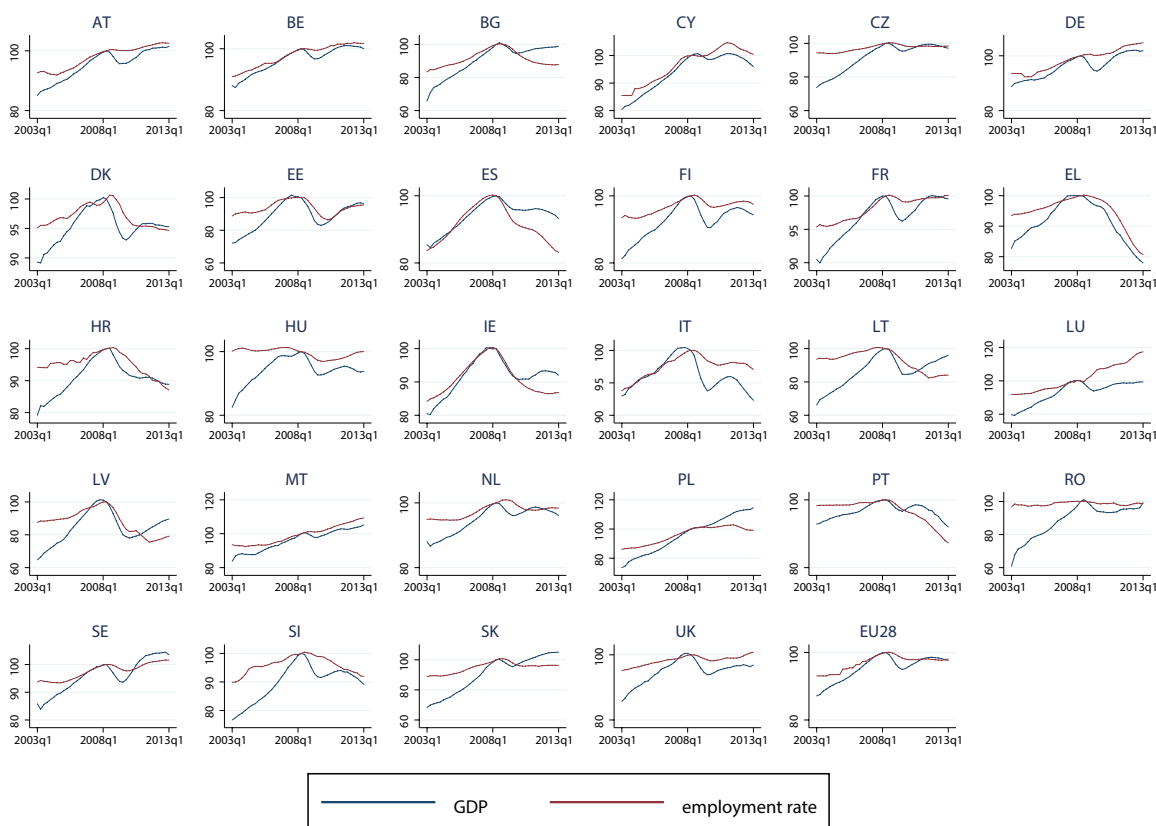 AT BE BG CY CZ DE
80 100
2003q1 2008q1 2013q1
80 100
2003q1 2008q1 2013q1
60 80 100
2003q1 2008q1 2013q1
80 90 100
2003q1 2008q1 2013q1
60 80 100
2003q1 2008q1 2013q1
80 100
2003q1 2008q1 2013q1
DK EE ES FI FR EL
90 95 100
2003q1 2008q1 2013q1
60 80 100
2003q1 2008q1 2013q1
80 100
2003q1 2008q1 2013q1
80 100
2003q1 2008q1 2013q1
90 95 100
2003q1 2008q1 2013q1
80 90 100
2003q1 2008q1 2013q1
HR HU IE IT LT LU
80 90 100
2003q1 2008q1 2013q1
80 100
2003q1 2008q1 2013q1
80 90 100
2003q1 2008q1 2013q1
90 95 100
2003q1 2008q1 2013q1
60 80 100
2003q1 2008q1 2013q1
80 100 120
2003q1 2008q1 2013q1
LV MT NL PL PT RO
60 80 100
2003q1 2008q1 2013q1
80 100 120
2003q1 2008q1 2013q1
80 100
2003q1 2008q1 2013q1
80 100 120
2003q1 2008q1 2013q1
80 100
2003q1 2008q1 2013q1
60 80 100
2003q1 2008q1 2013q1
SE SI SK UK EU28
80 90 100
2003q1 2008q1 2013q1
80 90 100
2003q1 2008q1 2013q1
60 80 100
2003q1 2008q1 2013q1
80 100
2003q1 2008q1 2013q1
80 100
2003q1 2008q1 2013q1
GDP employment rate